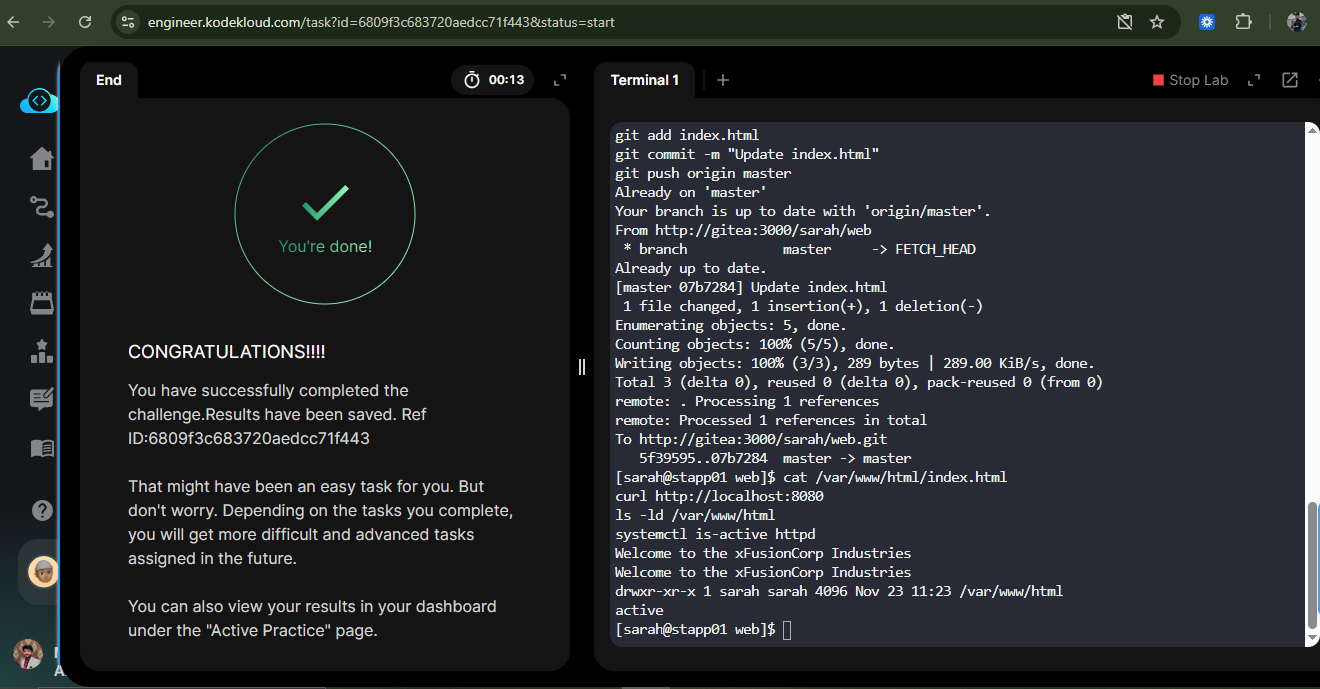 engineer.kodekloud.com/task?id=6809f3c683720aedcc71f443&status=start
End
00:13
You're done!
CONGRATULATIONS!!!!
You have successfully completed the
challenge.Results have been saved. Ref
ID:6809f3c683720aedcc71f443
That might have been an easy task for you. But
don't worry. Depending on the tasks you complete,
you will get more difficult and advanced tasks
assigned in the future.
You can also view your results in your dashboard
under the "Active Practice" page.
Terminal 1
Stop Lab
git add index.html
git commit -m "Update index.html"
git push origin master
Already on 'master'
Your branch is up to date with 'origin/master'.
From http://gitea:3000/sarah/web
 * branch            master     -> FETCH_HEAD
Already up to date.
[master 07b7284] Update index.html
 1 file changed, 1 insertion(+), 1 deletion(-)
Enumerating objects: 5, done.
Counting objects: 100% (5/5), done.
Writing objects: 100% (3/3), 289 bytes | 289.00 KiB/s, done.
Total 3 (delta 0), reused 0 (delta 0), pack-reused 0 (from 0)
remote: . Processing 1 references
remote: Processed 1 references in total
To http://gitea:3000/sarah/web.git
   5f39595..07b7284  master -> master
[sarah@stapp01 web]$ cat /var/www/html/index.html
curl http://localhost:8080
ls -ld /var/www/html
systemctl is-active httpd
Welcome to the xFusionCorp Industries
Welcome to the xFusionCorp Industries
drwxr-xr-x 1 sarah sarah 4096 Nov 23 11:23 /var/www/html
active
[sarah@stapp01 web]$